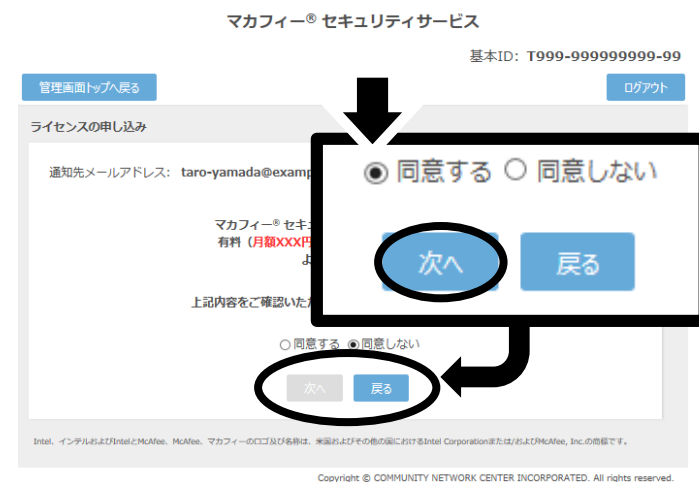 マカフィー® セキュリティサービス
基本ID: T999-999999999-99
管理画面トップへ戻る
ログアウト
ライセンスの申し込み
通知先メールアドレス: taro-yamada@examp
マカフィー® セキ
有料（月額XXX円
よ
上記内容をご確認いた
同意する 同意しない
次へ 戻る
同意する 同意しない
次へ 戻る
Intel、インテルおよびIntelとMcAfee、McAfee、マカフィーのロゴ及び名称は、米国およびその他の国におけるIntel Corporationまたは/およびMcAfee, Inc.の商標です。
Copyright © COMMUNITY NETWORK CENTER INCORPORATED. All rights reserved.